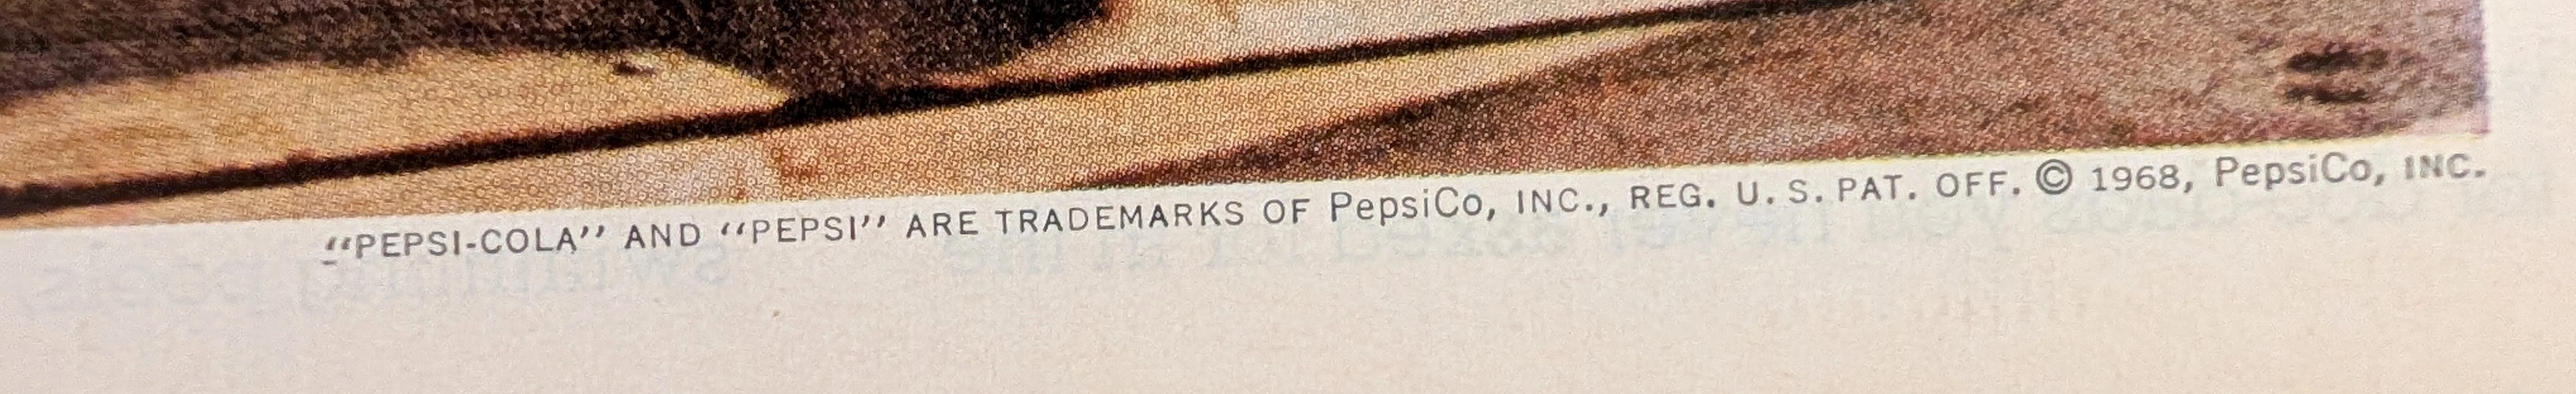 “PEPSI-COLA” AND “PEPSI” ARE TRADEMARKS OF PepsiCo, INC., REG. U. S. PAT. OFF. © 1968, PepsiCo, INC.